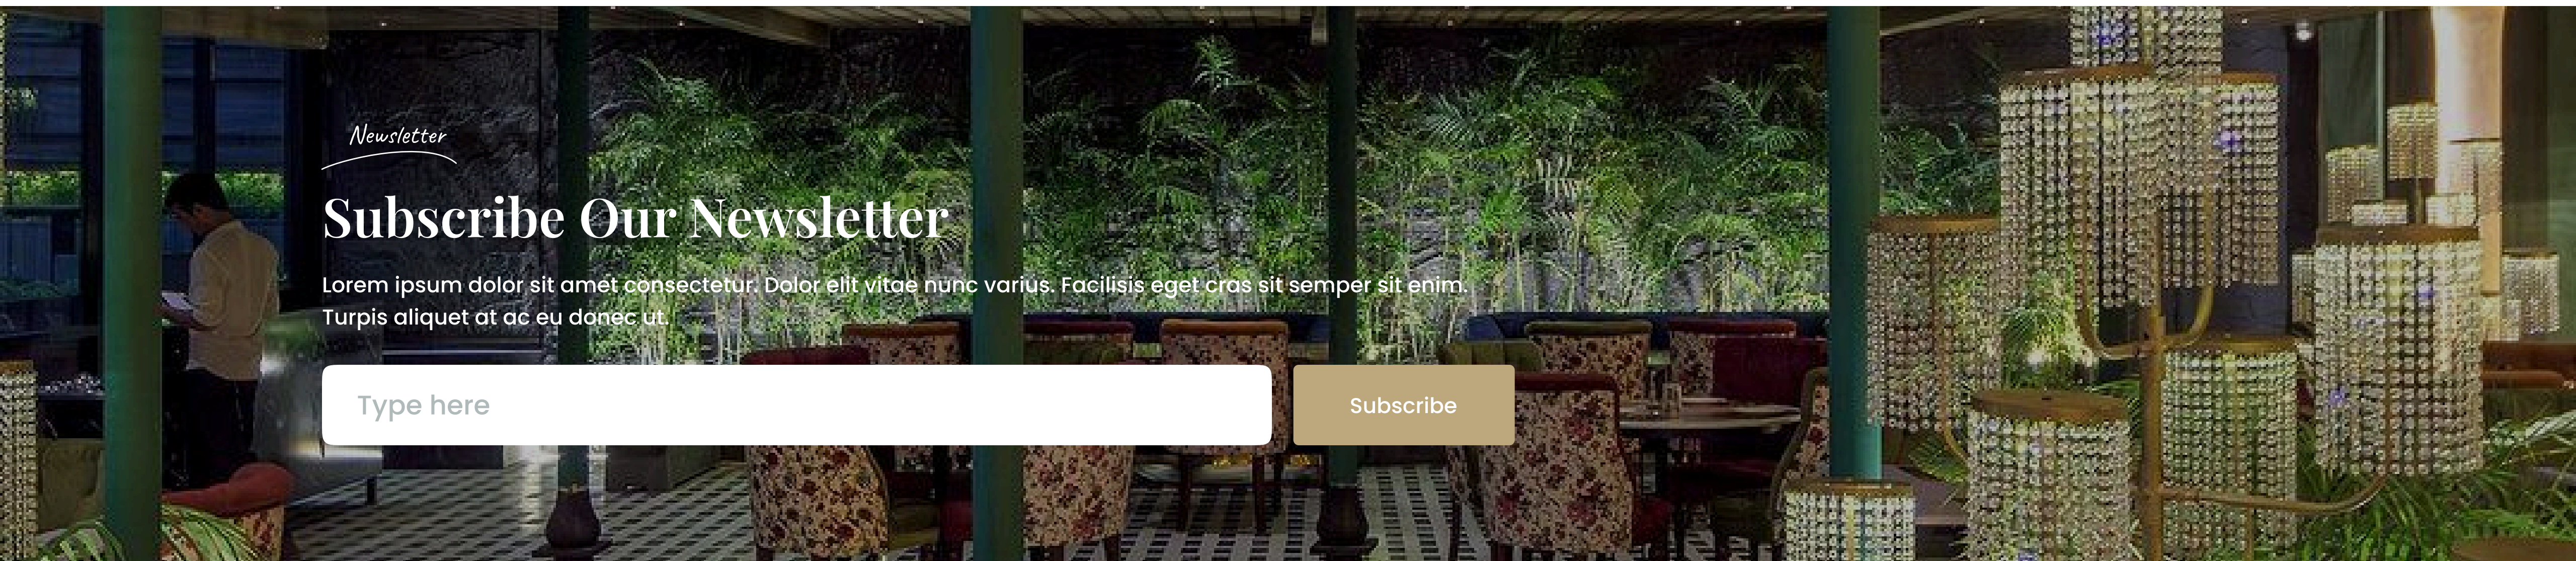 Newsletter
Subscribe Our Newsletter
Lorem ipsum dolor sit amet consectetur. Dolor elit vitae nunc varius. Facilisis eget cras sit semper sit enim.
Turpis aliquet at ac eu donec ut.
Type here
Subscribe